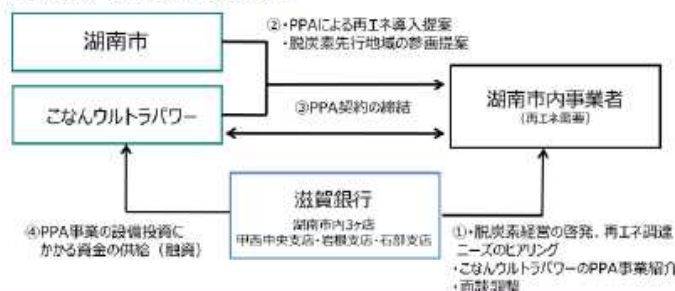 ②・PPAによる再エネ導入提案
・脱炭素先行地域の参画提案
湖南市
こなんウルトラパワー
③PPA契約の締結
湖南市内事業者
(再エネ需要)
滋賀銀行
湖南市内3ヶ店
甲西中央支店・岩根支店・石部支店
④PPA事業の設備投資に
かかる資金の供給(融資)
①・脱炭素経営の啓発、再エネ調達
ニーズのヒアリング
・こなんウルトラパワーのPPA事業紹介
・面談調整